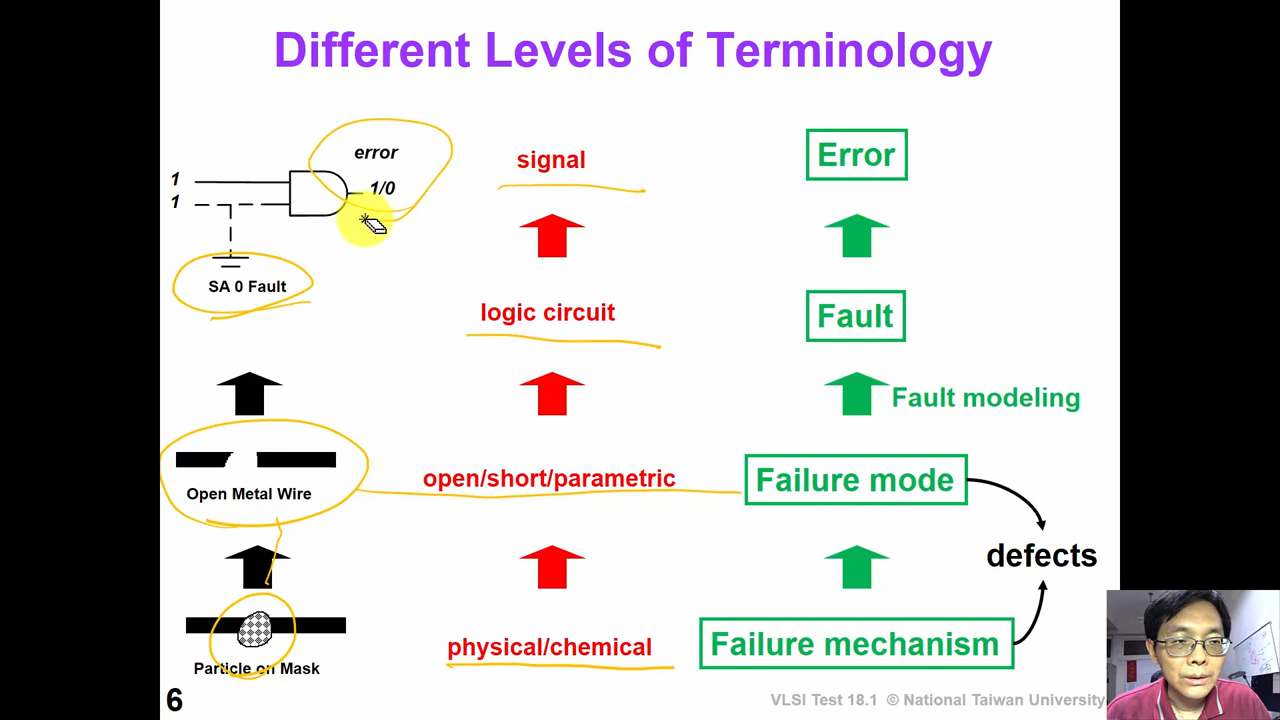 Different Levels of Terminology
error
1
1/0
1
SA 0 Fault
signal
Error
logic circuit
Fault
Fault modeling
Open Metal Wire
open/short/parametric
Failure mode
defects
Particle on Mask
physical/chemical
Failure mechanism
6
VLSI Test 18.1 © National Taiwan University